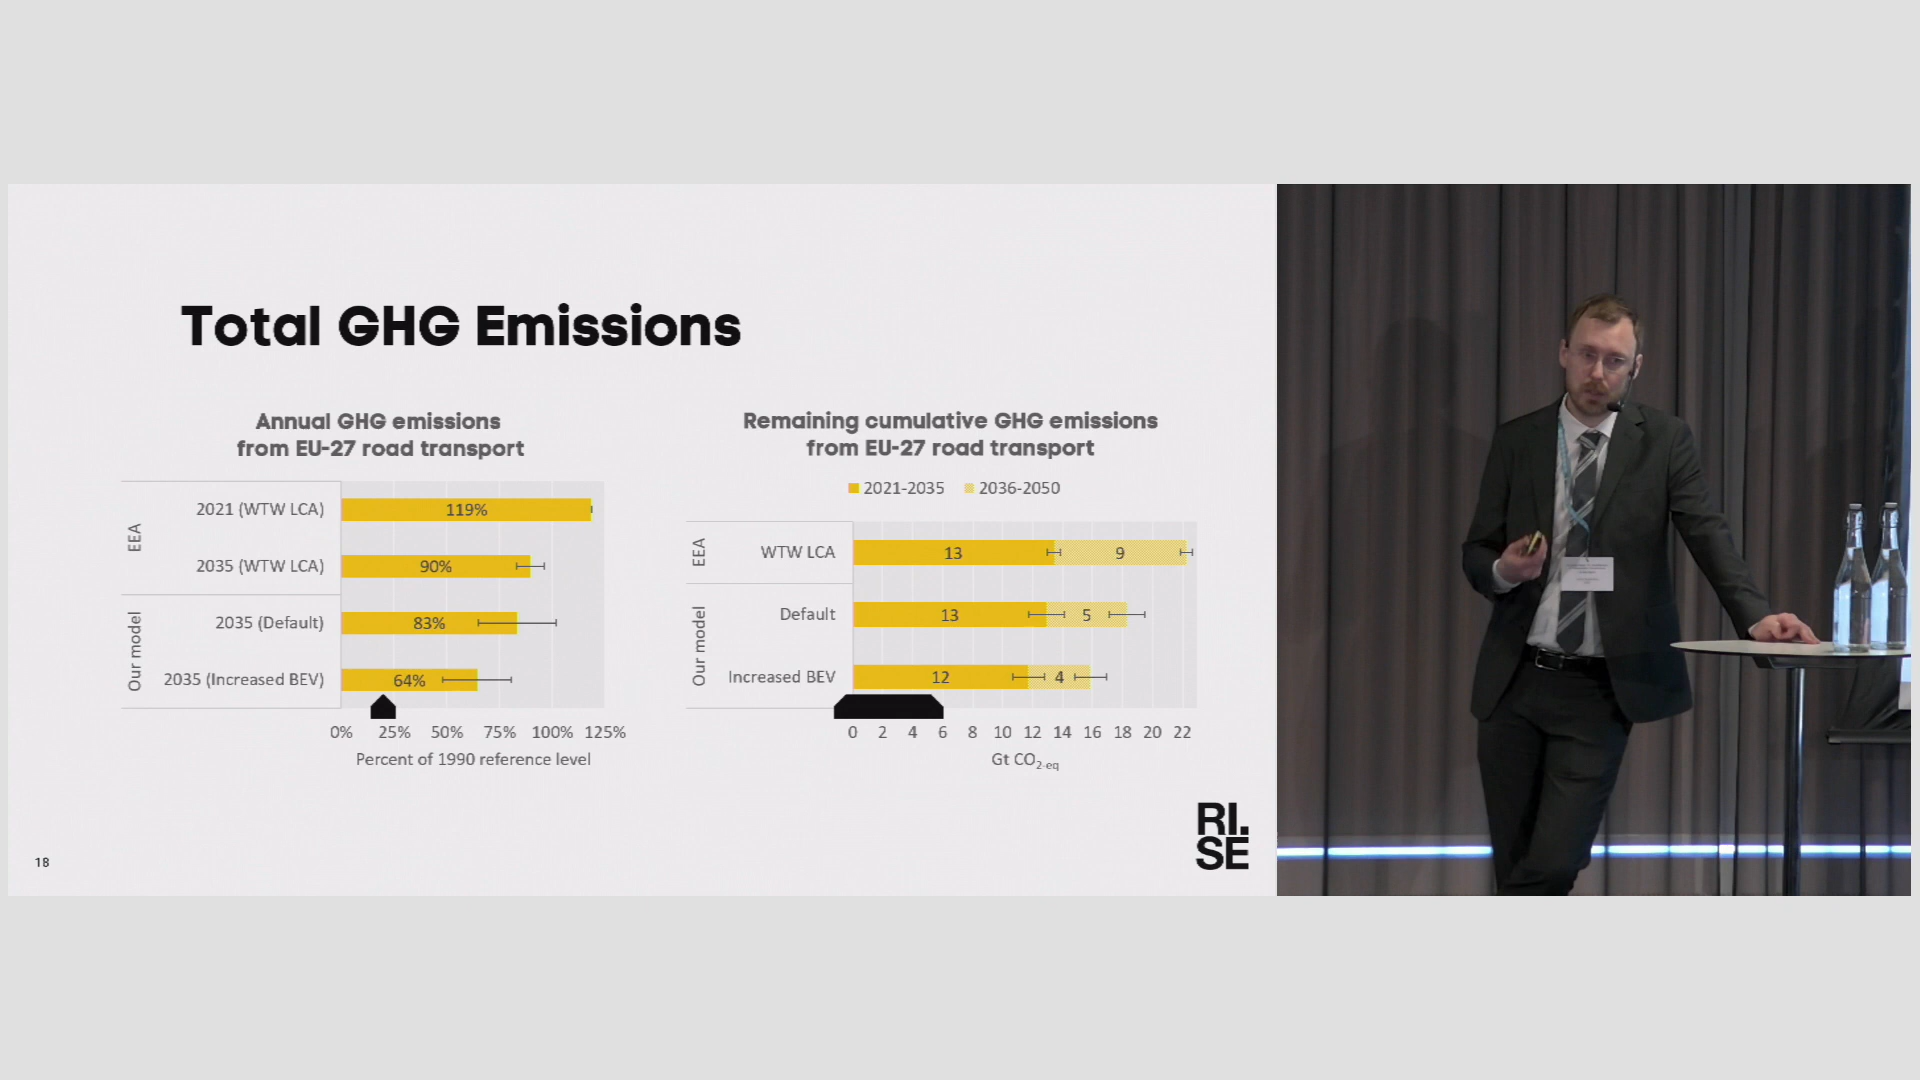 Total GHG Emissions
Annual GHG emissions
from EU-27 road transport
EEA
2021 (WTW LCA)
119%
2035 (WTW LCA)
90%
Our model
2035 (Default)
83%
2035 (Increased BEV)
64%
0% 25% 50% 75% 100% 125%
Percent of 1990 reference level
Remaining cumulative GHG emissions
from EU-27 road transport
2021-2035 2036-2050
EEA
WTW LCA
13 9
Our model
Default
13 5
Increased BEV
12 4
0 2 4 6 8 10 12 14 16 18 20 22
Gt CO2-eq
RI.
SE
18